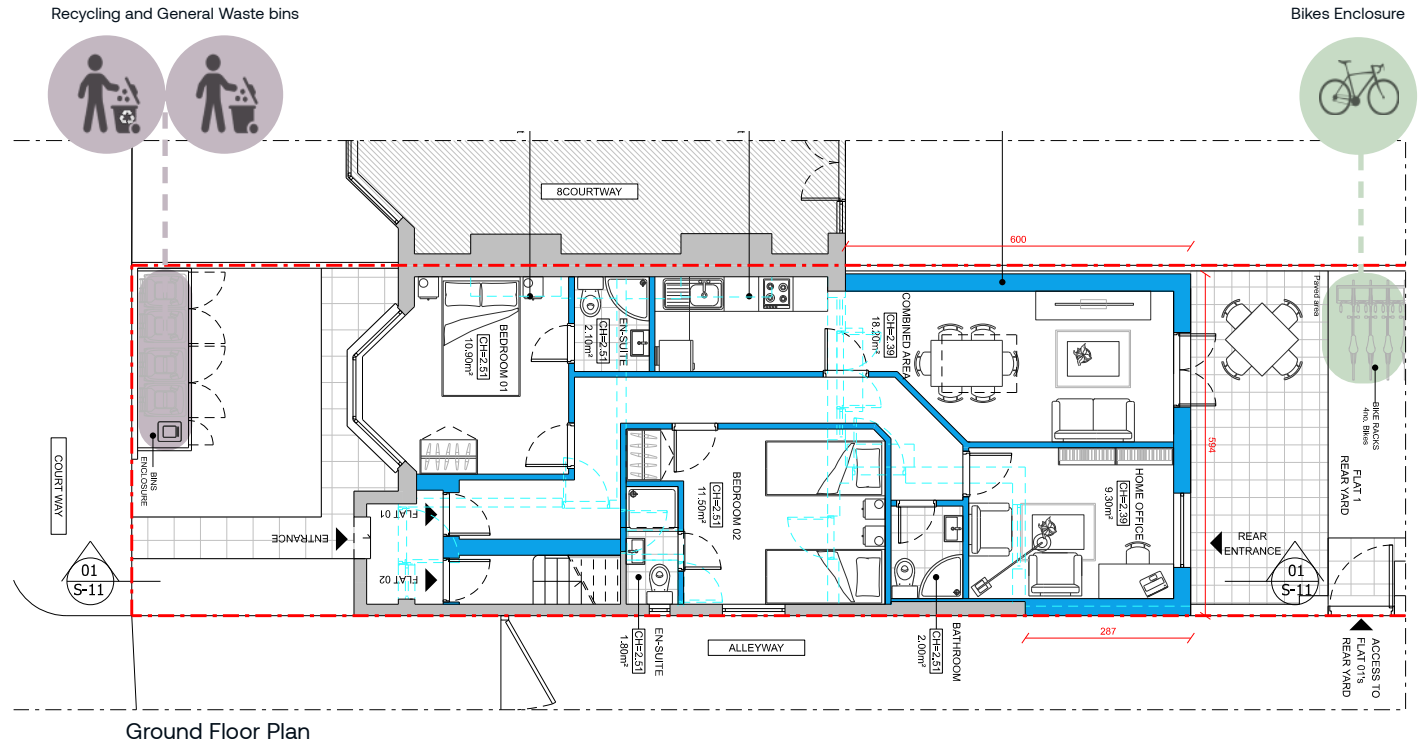 Recycling and General Waste bins
Bikes Enclosure
8COURTWAY
600
Paved area
BEDROOM 01
CH=2.51
10.90m²
EN-SUITE
CH=2.51
2.10m²
COMBINED AREA
CH=2.39
18.20m²
BIKE RACKS
4no. Bikes
594
BINS
ENCLOSURE
COURT WAY
FLAT 01
ENTRANCE
FLAT 02
BEDROOM 02
CH=2.51
11.50m²
HOME OFFICE
CH=2.39
9.30m²
FLAT 1
REAR YARD
REAR
ENTRANCE
01
S-11
01
S-11
EN-SUITE
CH=2.51
1.80m²
ALLEYWAY
BATHROOM
CH=2.51
2.00m²
287
ACCESS TO
FLAT 01's
REAR YARD
Ground Floor Plan